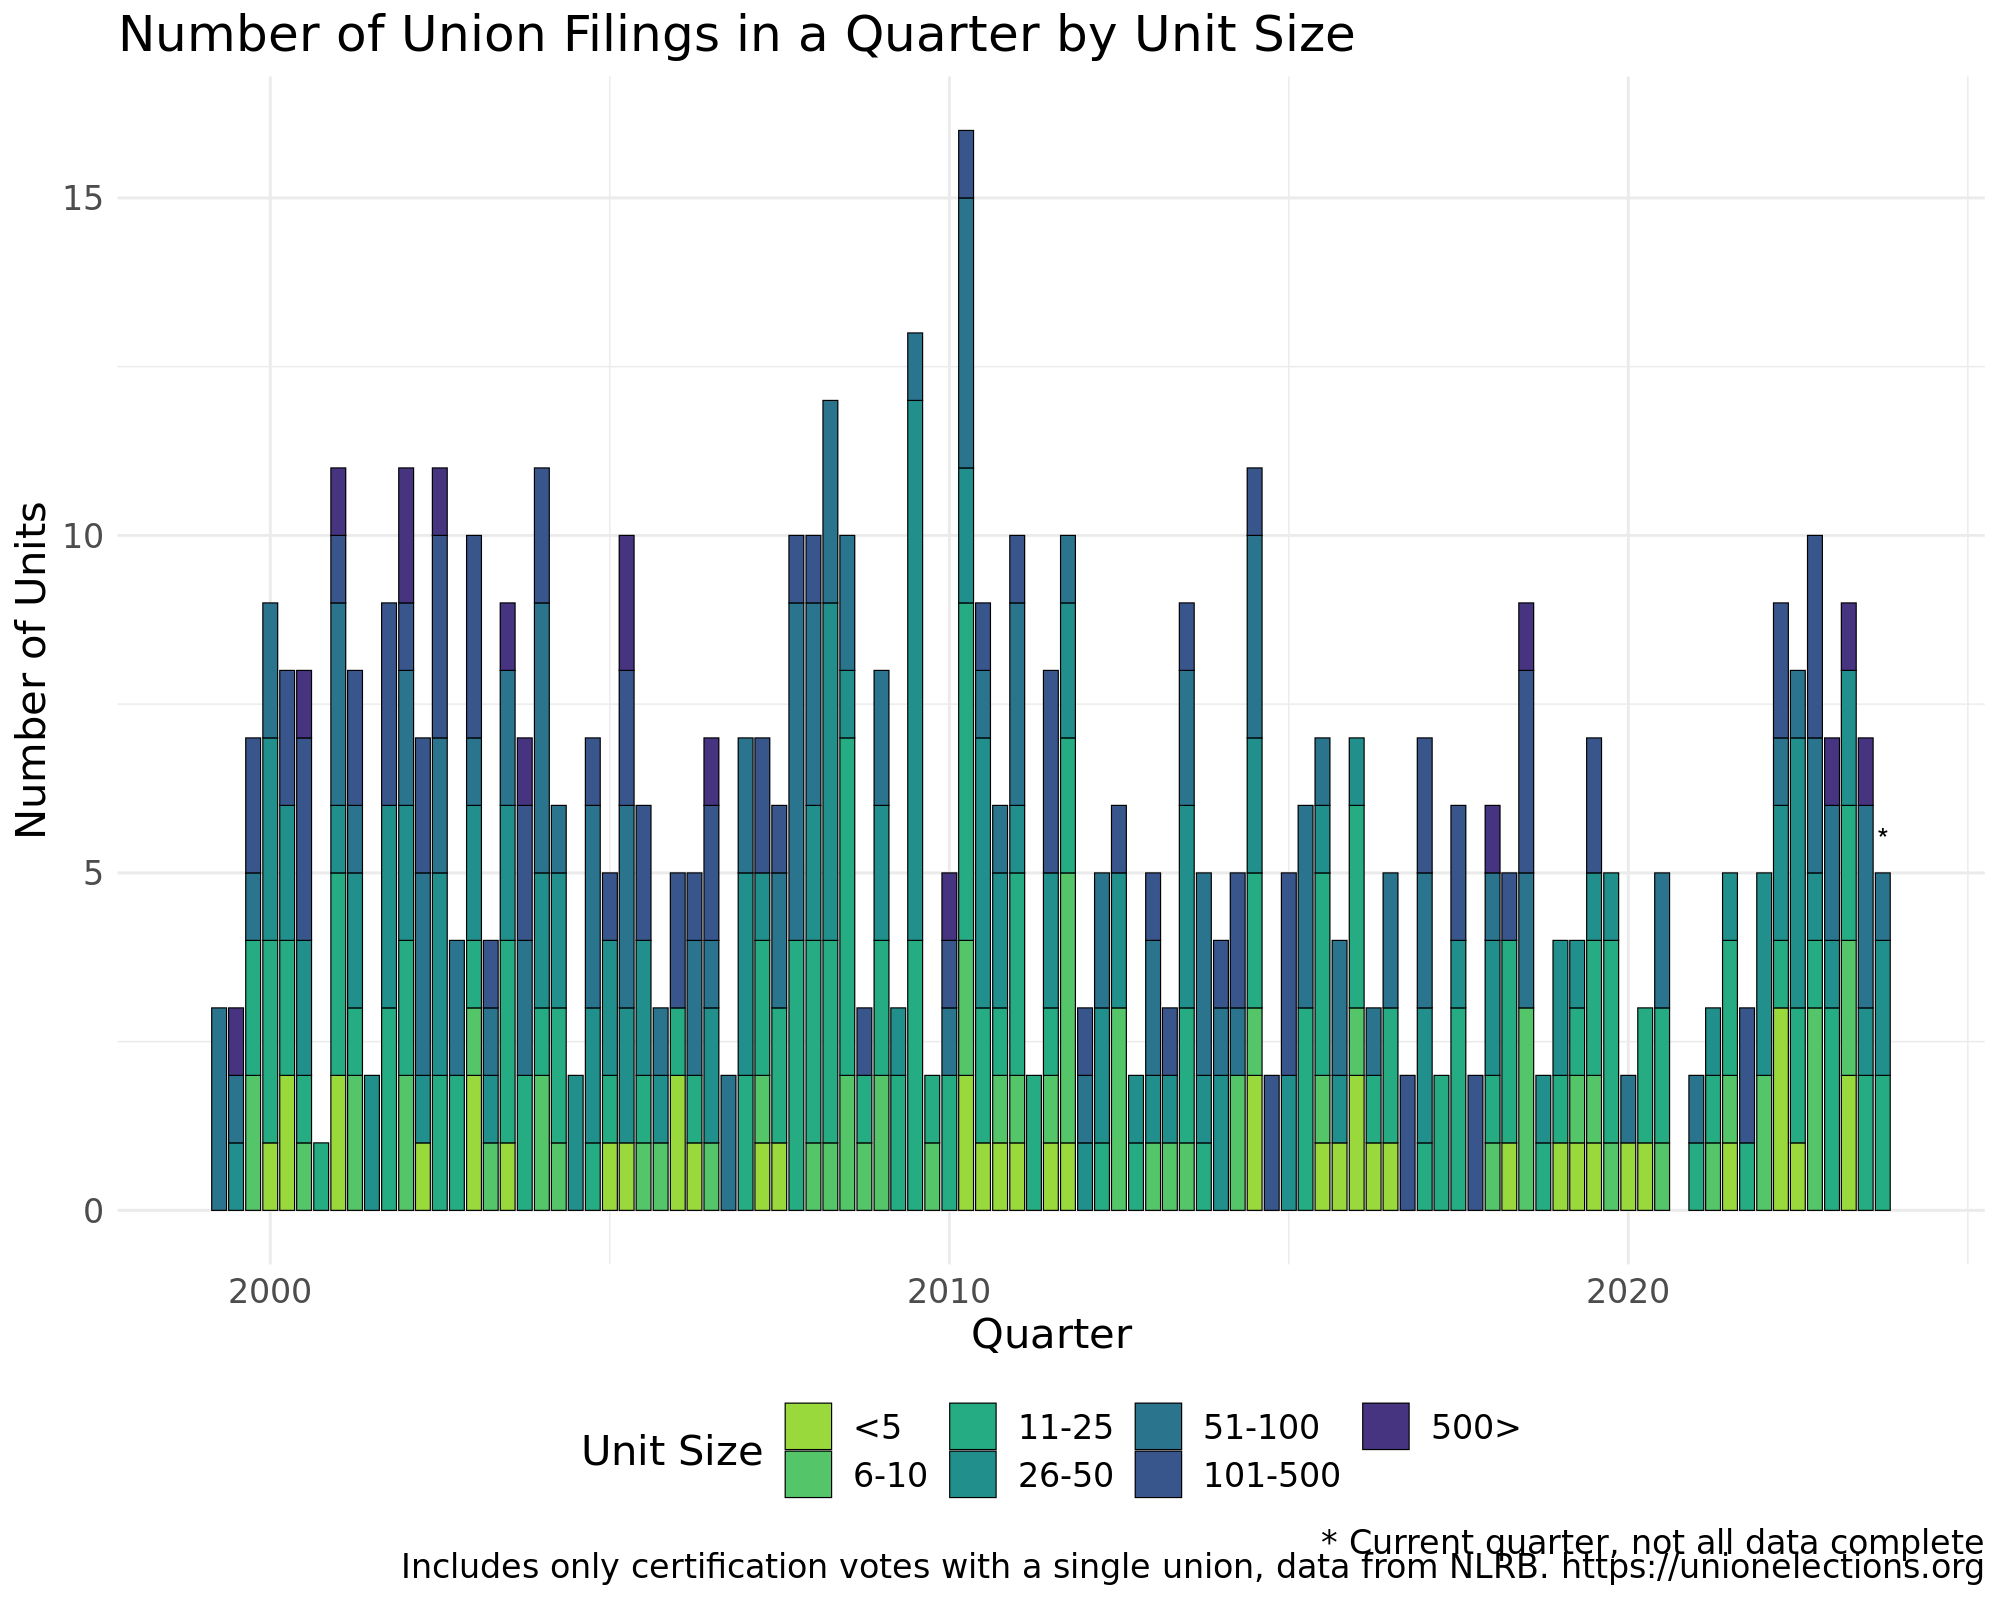 Number of Union Filings in a Quarter by Unit Size
Number of Units
15
10
5
0
*
2000
2010
2020
Quarter
Unit Size
<5
11-25
51-100
500>
6-10
26-50
101-500
* Current quarter, not all data complete
Includes only certification votes with a single union, data from NLRB. https://unionelections.org